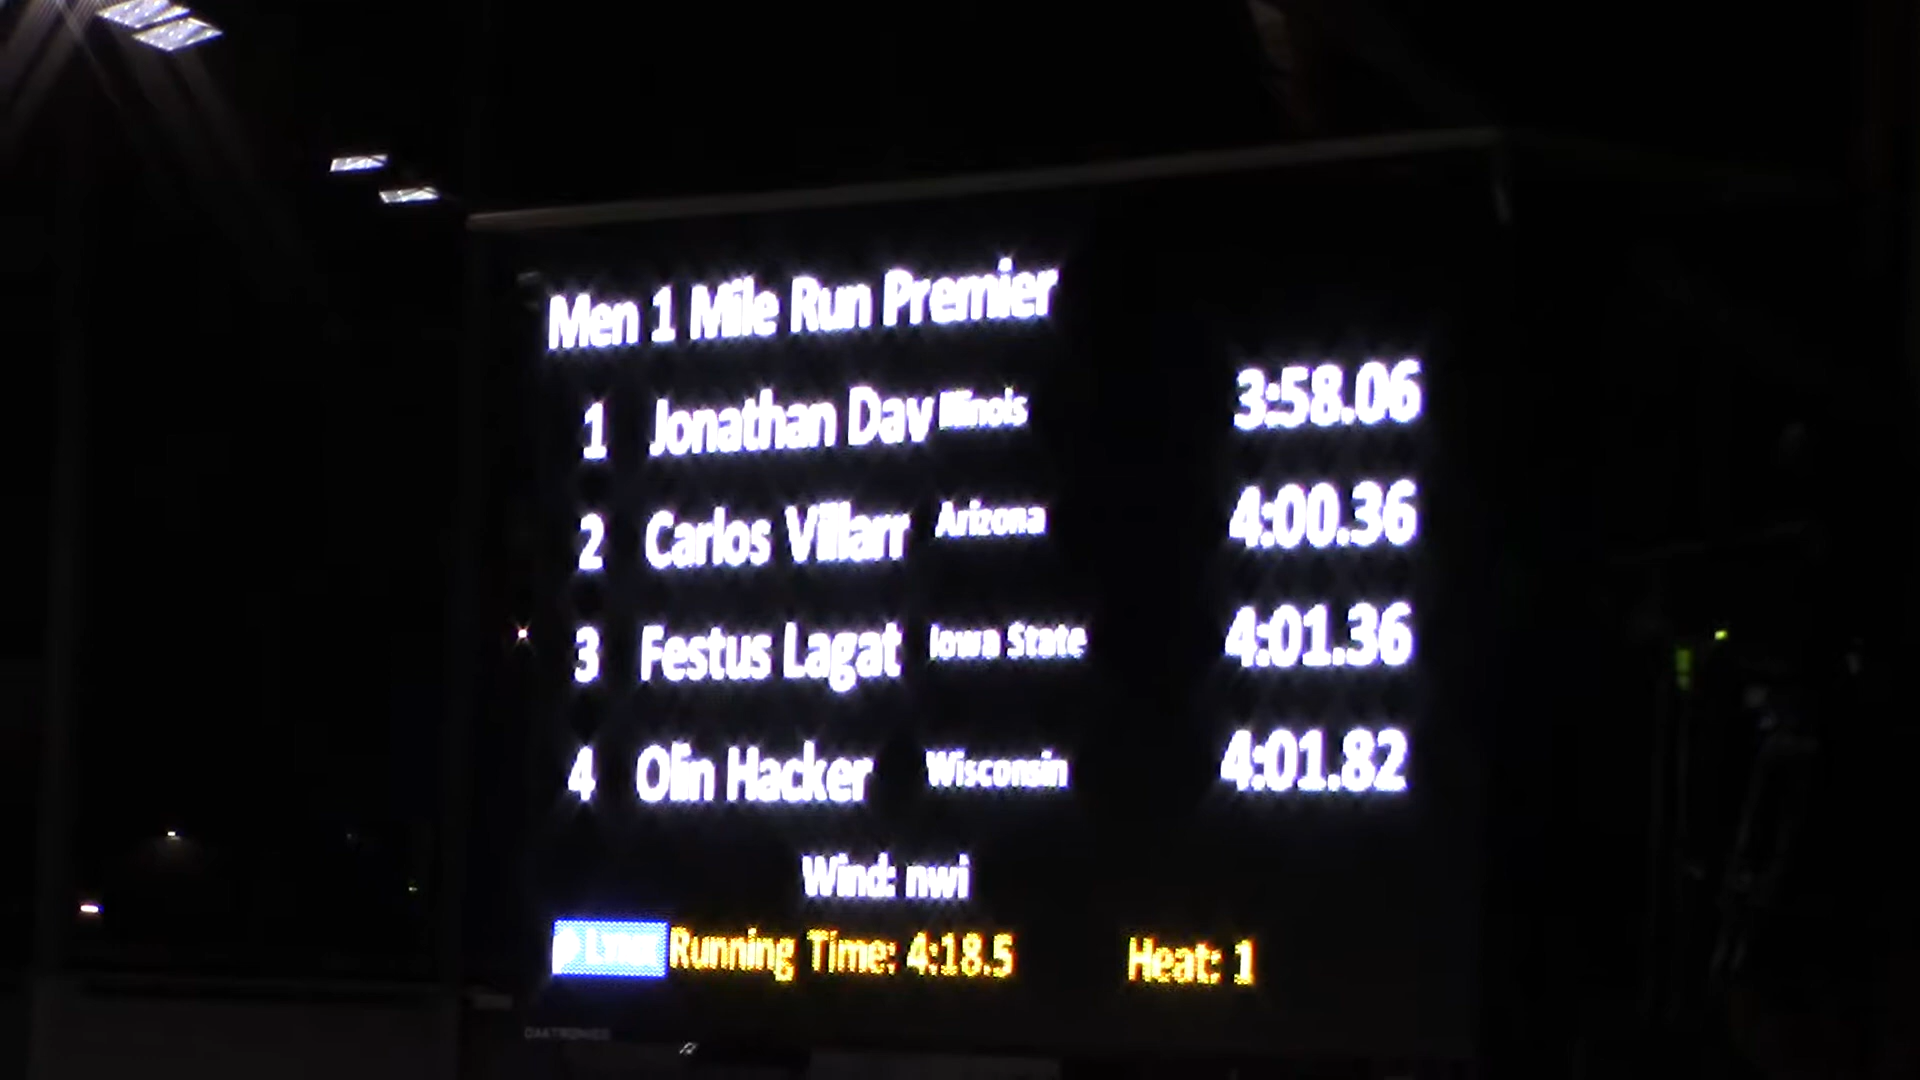 Men 1 Mile Run Premier
1 Jonathan Dav Illinois 3:58.06
2 Carlos Villarr Arizona 4:00.36
3 Festus Lagat Iowa State 4:01.36
4 Olin Hacker Wisconsin 4:01.82
Wind: nwi
Lynx Running Time: 4:18.5 Heat: 1
DAKTRONICS